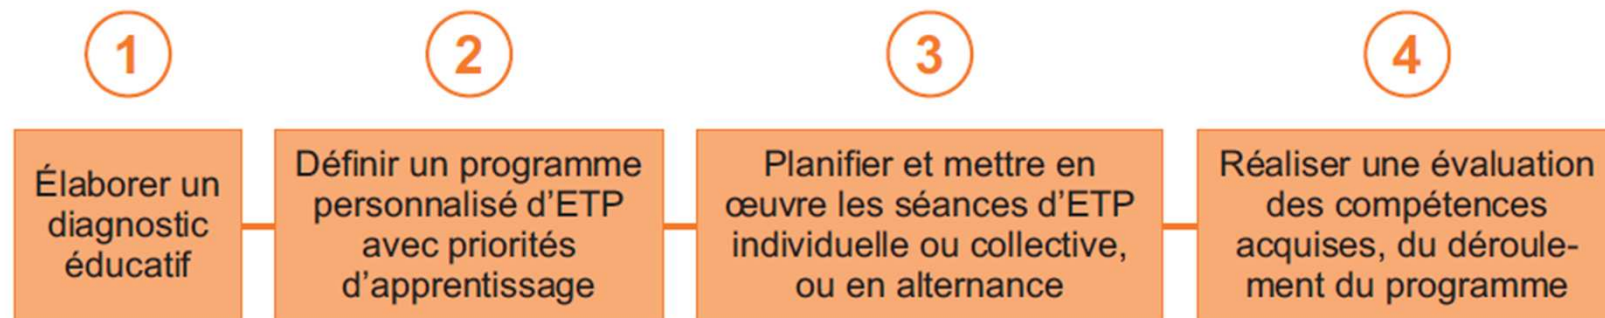 1
2
3
4
Élaborer un
diagnostic
éducatif
Définir un programme
personnalisé d’ETP
avec priorités
d’apprentissage
Planifier et mettre en
œuvre les séances d’ETP
individuelle ou collective,
ou en alternance
Réaliser une évaluation
des compétences
acquises, du déroule-
ment du programme